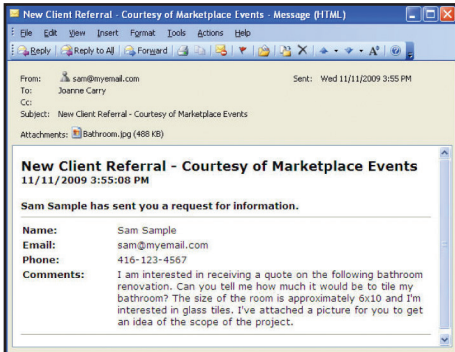 New Client Referral - Courtesy of Marketplace Events - Message (HTML)
File Edit View Insert Format Tools Actions Help
Reply Reply to All Forward
From: sam@myemail.com Sent: Wed 11/11/2009 3:55 PM
To: Joanne Carry
Cc:
Subject: New Client Referral - Courtesy of Marketplace Events
Attachments: Bathroom.jpg (488 KB)
New Client Referral - Courtesy of Marketplace Events
11/11/2009 3:55:08 PM
Sam Sample has sent you a request for information.
Name: Sam Sample
Email: sam@myemail.com
Phone: 416-123-4567
Comments: I am interested in receiving a quote on the following bathroom
renovation. Can you tell me how much it would be to tile my
bathroom? The size of the room is approximately 6x10 and I'm
interested in glass tiles. I've attached a picture for you to get
an idea of the scope of the project.